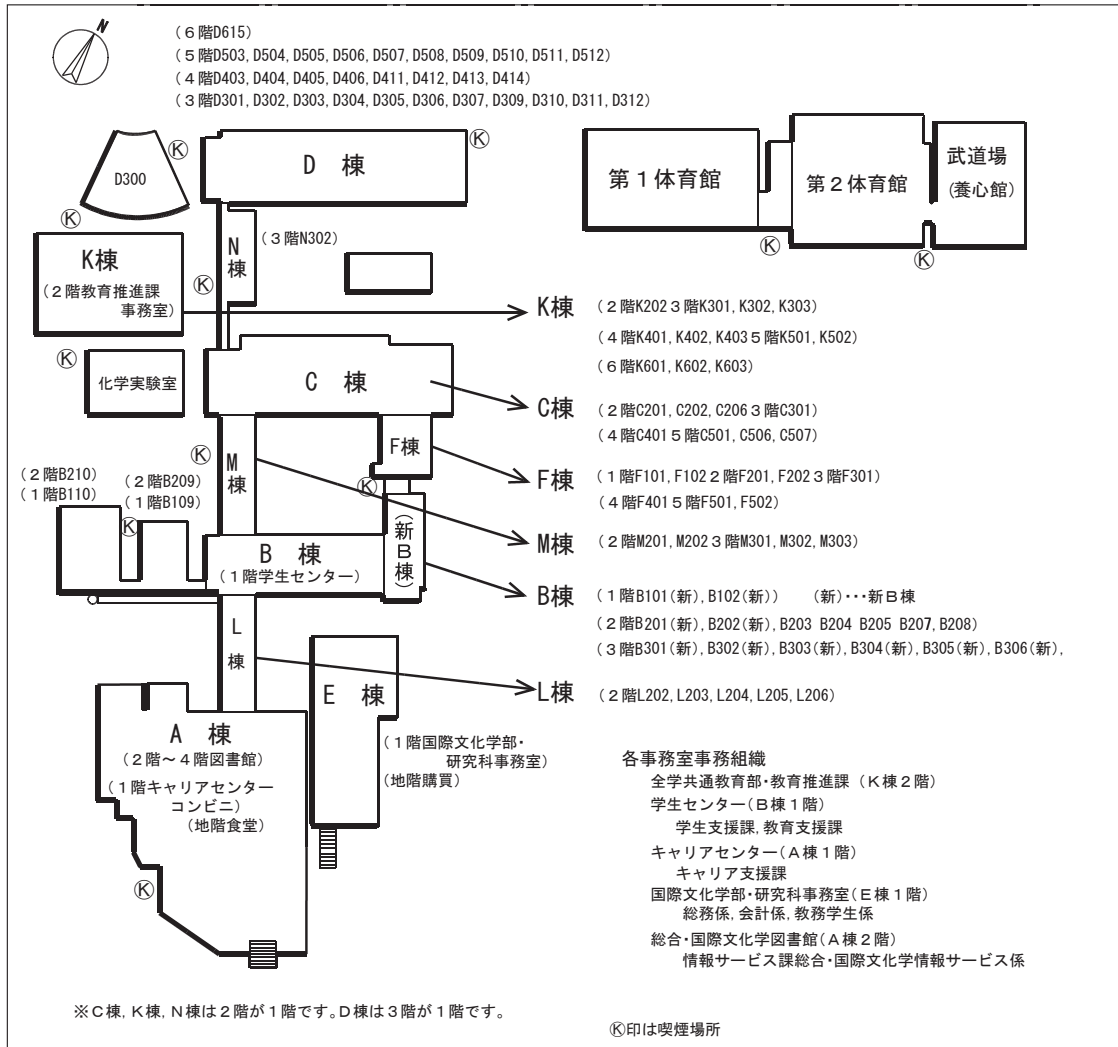 N
(6階D615)
(5階D503, D504, D505, D506, D507, D508, D509, D510, D511, D512)
(4階D403, D404, D405, D406, D411, D412, D413, D414)
(3階D301, D302, D303, D304, D305, D306, D307, D309, D310, D311, D312)
Ⓚ
Ⓚ
D 棟
D300
第1体育館
第2体育館
武道場
(養心館)
Ⓚ
Ⓚ
Ⓚ
N棟
(3階N302)
K棟
(2階教育推進課
事務室)
Ⓚ
K棟 (2階K202 3階K301, K302, K303)
(4階K401, K402, K403 5階K501, K502)
(6階K601, K602, K603)
Ⓚ
化学実験室
C 棟
C棟 (2階C201, C202, C206 3階C301)
(4階C401 5階C501, C506, C507)
F棟
Ⓚ
M棟
F棟 (1階F101, F102 2階F201, F202 3階F301)
(4階F401 5階F501, F502)
(2階B210) (2階B209)
(1階B110) (1階B109)
Ⓚ
Ⓚ
(新B棟)
M棟 (2階M201, M202 3階M301, M302, M303)
B 棟
(1階学生センター)
B棟 (1階B101(新), B102(新)) (新)・・・新B棟
(2階B201(新), B202(新), B203 B204 B205 B207, B208)
(3階B301(新), B302(新), B303(新), B304(新), B305(新), B306(新),
L棟
L棟 (2階L202, L203, L204, L205, L206)
E 棟
(1階国際文化学部・
研究科事務室)
(地階購買)
A 棟
(2階~4階図書館)
(1階キャリアセンター
コンビニ)
(地階食堂)
Ⓚ
各事務室事務組織
全学共通教育部・教育推進課 (K棟2階)
学生センター(B棟1階)
学生支援課, 教育支援課
キャリアセンター(A棟1階)
キャリア支援課
国際文化学部・研究科事務室(E棟1階)
総務係, 会計係, 教務学生係
総合・国際文化学図書館(A棟2階)
情報サービス課総合・国際文化学情報サービス係
※C棟, K棟, N棟は2階が1階です。D棟は3階が1階です。
Ⓚ印は喫煙場所